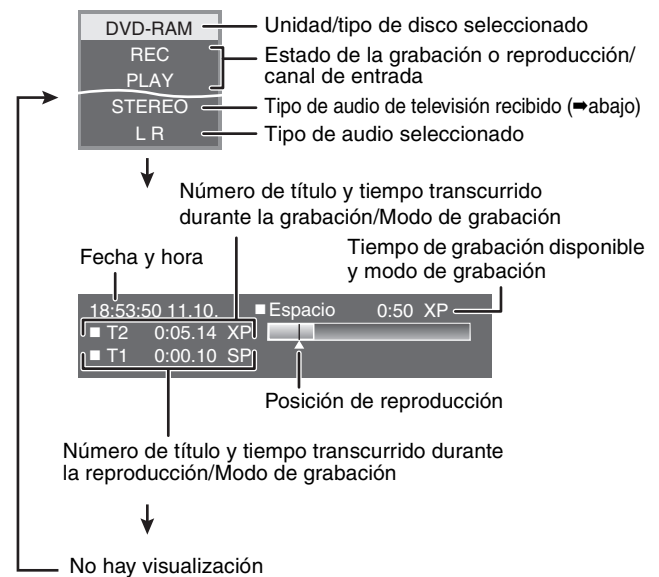 DVD-RAM
Unidad/tipo de disco seleccionado
REC
PLAY
Estado de la grabación o reproducción/
canal de entrada
STEREO
Tipo de audio de televisión recibido (➡abajo)
L R
Tipo de audio seleccionado
Número de título y tiempo transcurrido
durante la grabación/Modo de grabación
Fecha y hora
Tiempo de grabación disponible
y modo de grabación
18:53:50 11.10. ■ Espacio 0:50 XP
■ T2 0:05.14 XP
■ T1 0:00.10 SP
Posición de reproducción
Número de título y tiempo transcurrido durante
la reproducción/Modo de grabación
No hay visualización